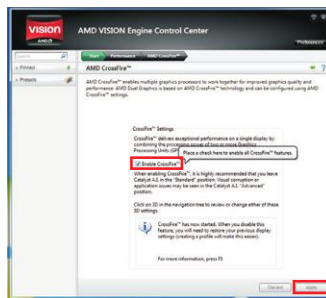 VISION
AMD
AMD VISION Engine Control Center
Preferences
Search
Start
Performance
AMD CrossFire™
Pinned
Presets
AMD CrossFire™
AMD CrossFire™ enables multiple graphics processors to work together for improved graphics quality and
performance. AMD Dual Graphics is based on AMD CrossFire™ technology and can be configured using AMD
CrossFire™ settings.
CrossFire™ Settings
CrossFire™ delivers exceptional performance on a single display by
combining the processing power of two or more Graphics
Processing Units (GP
Place a check here to enable all CrossFire™ features.
Enable CrossFire™
When enabling CrossFire™, it is highly recommended that you leave
Catalyst A.I. in the "Standard" position. Visual corruption or
application issues may be seen in the Catalyst A.I. "Advanced"
position.
Click on 3D in the navigation tree to review or change either of these
3D settings.
CrossFire™ has now started. When you disable this
feature, you will need to restore your previous display
settings (creating a profile will make this easier).
For more information, press F1
Discard
Apply